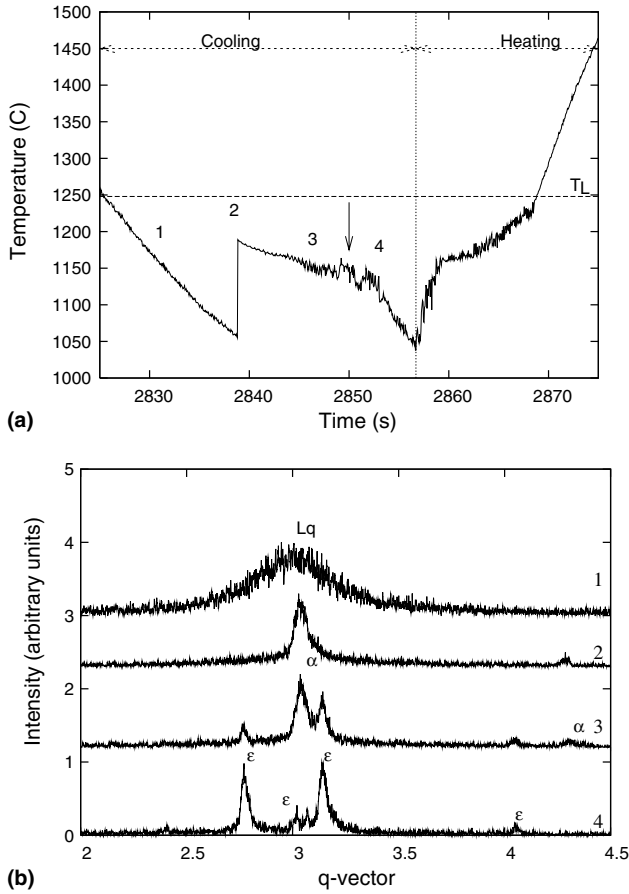 1500
1450
1400
1350
1300
1250
1200
1150
1100
1050
1000
Temperature (C)
Cooling
Heating
TL
1
2
3
4
2830
2840
2850
2860
2870
Time (s)
(a)
5
4
3
2
1
0
Intensity (arbitrary units)
Lq
1
α
2
α 3
ε
ε
ε
ε
4
2
2.5
3
3.5
4
4.5
q-vector
(b)